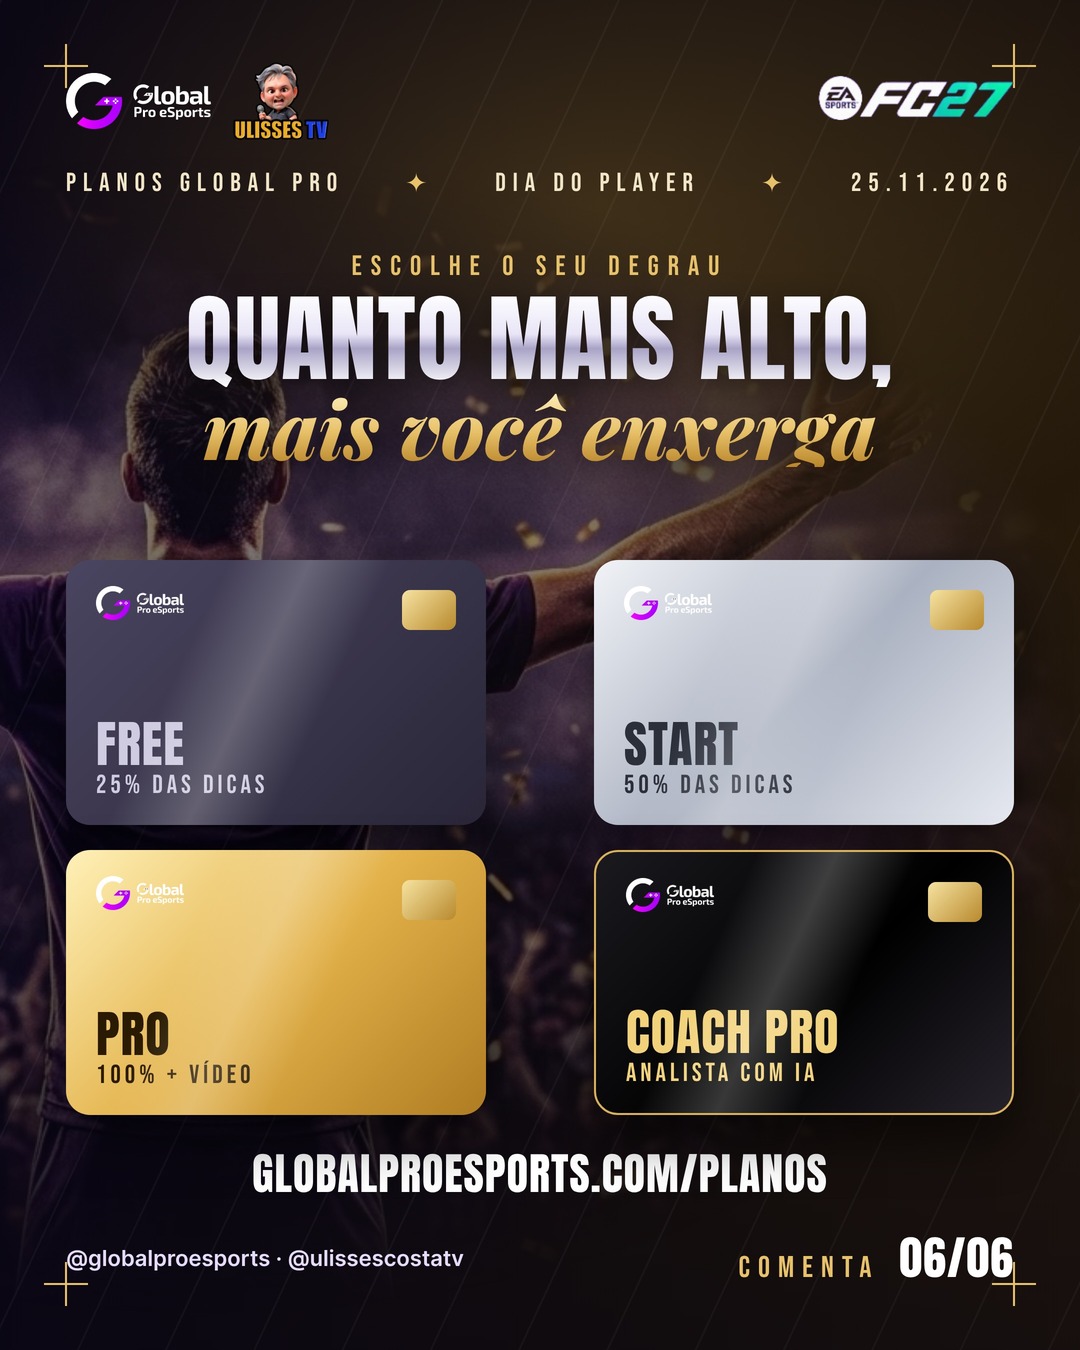 Global
Pro eSports
ULISSES TV
EA
SPORTS
FC27
PLANOS GLOBAL PRO ✦ DIA DO PLAYER ✦ 25.11.2026
ESCOLHE O SEU DEGRAU
QUANTO MAIS ALTO,
mais você enxerga
Global
Pro eSports
FREE
25% DAS DICAS
Global
Pro eSports
START
50% DAS DICAS
Global
Pro eSports
PRO
100% + VÍDEO
Global
Pro eSports
COACH PRO
ANALISTA COM IA
GLOBALPROESPORTS.COM/PLANOS
@globalproesports · @ulissescostatv
COMENTA 06/06